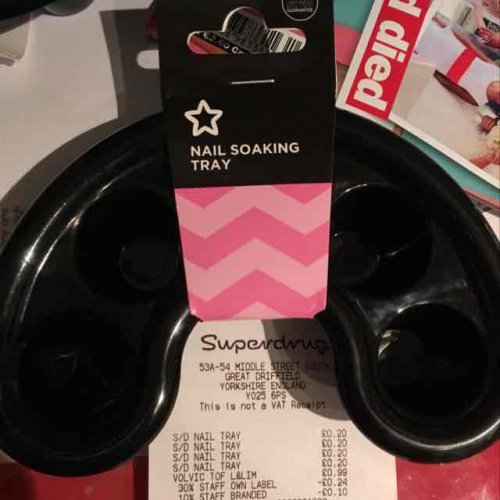 GUARANTEE
d died
NAIL SOAKING
TRAY
Superdrug
53A-54 MIDDLE STREET SOUTH
GREAT DRIFFIELD
YORKSHIRE ENGLAND
YO25 6PS
This is not a VAT Receipt
S/D NAIL TRAY £0.20
S/D NAIL TRAY £0.20
S/D NAIL TRAY £0.20
S/D NAIL TRAY £0.20
VOLVIC TOF L&LIM £0.99
30% STAFF OWN LABEL -£0.24
10% STAFF BRANDED -£0.10